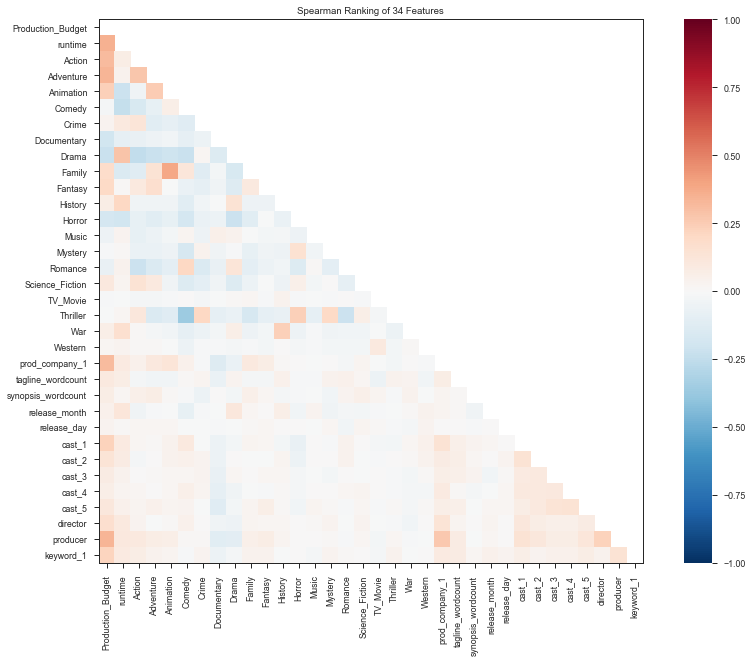 Spearman Ranking of 34 Features
Production_Budget
runtime
Action
Adventure
Animation
Comedy
Crime
Documentary
Drama
Family
Fantasy
History
Horror
Music
Mystery
Romance
Science_Fiction
TV_Movie
Thriller
War
Western
prod_company_1
tagline_wordcount
synopsis_wordcount
release_month
release_day
cast_1
cast_2
cast_3
cast_4
cast_5
director
producer
keyword_1
Production_Budget
runtime
Action
Adventure
Animation
Comedy
Crime
Documentary
Drama
Family
Fantasy
History
Horror
Music
Mystery
Romance
Science_Fiction
TV_Movie
Thriller
War
Western
prod_company_1
tagline_wordcount
synopsis_wordcount
release_month
release_day
cast_1
cast_2
cast_3
cast_4
cast_5
director
producer
keyword_1
1.00
0.75
0.50
0.25
0.00
−0.25
−0.50
−0.75
−1.00